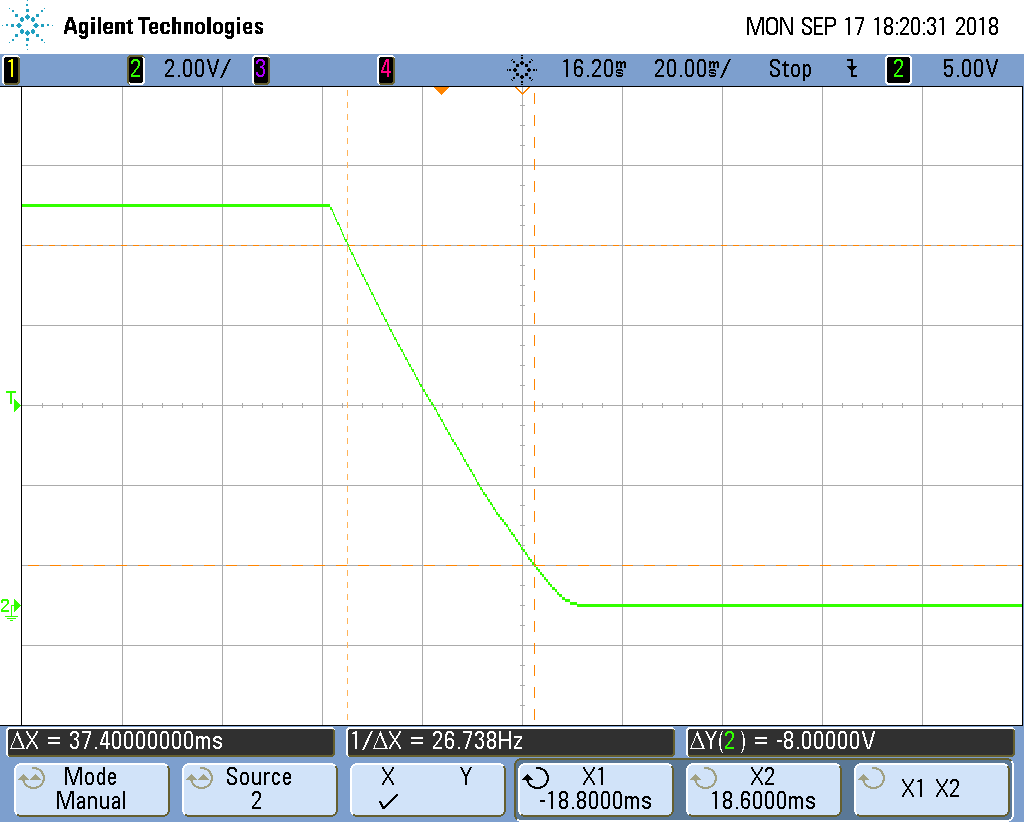 Agilent Technologies MON SEP 17 18:20:31 2018
1 2 2.00V/ 3 4 16.20ms 20.00ms/ Stop 2 5.00V
T
2
ΔX = 37.40000000ms 1/ΔX = 26.738Hz ΔY(2) = -8.00000V
Mode Source X Y X1 X2 X1 X2
Manual 2 -18.8000ms 18.6000ms